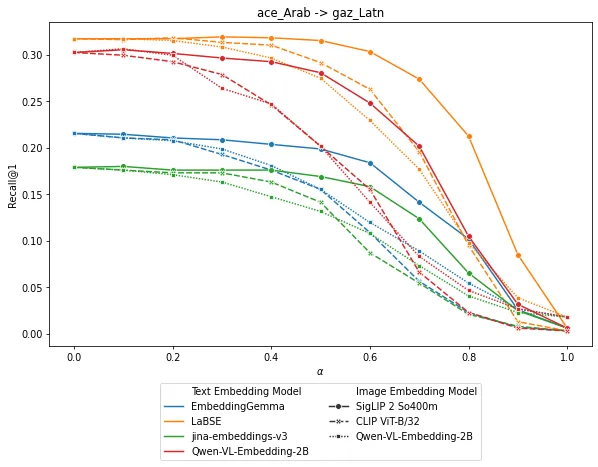 ace_Arab -> gaz_Latn
Recall@1
0.30
0.25
0.20
0.15
0.10
0.05
0.00
0.0 0.2 0.4 0.6 0.8 1.0
α
Text Embedding Model Image Embedding Model
EmbeddingGemma SigLIP 2 So400m
LaBSE CLIP ViT-B/32
jina-embeddings-v3 Qwen-VL-Embedding-2B
Qwen-VL-Embedding-2B